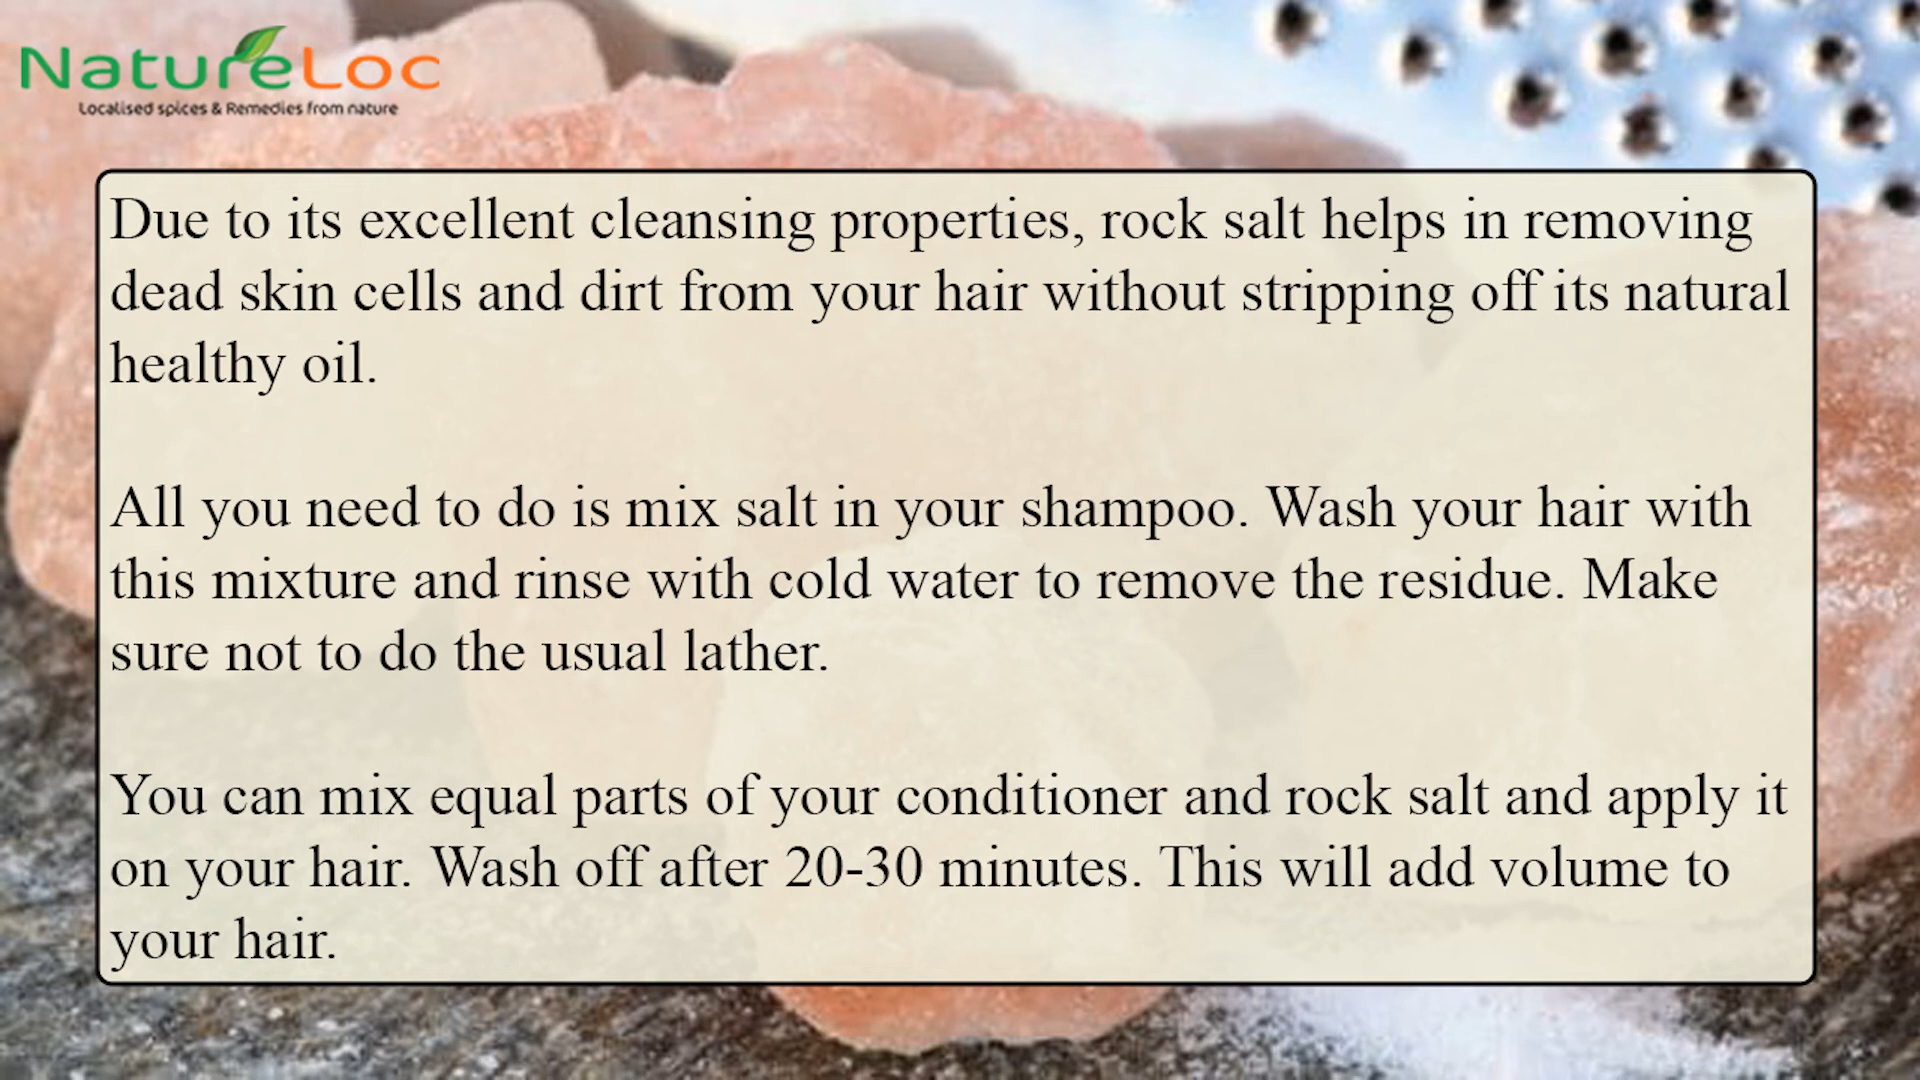 NatureLoc
Localised spices & Remedies from nature
Due to its excellent cleansing properties, rock salt helps in removing
dead skin cells and dirt from your hair without stripping off its natural
healthy oil.
All you need to do is mix salt in your shampoo. Wash your hair with
this mixture and rinse with cold water to remove the residue. Make
sure not to do the usual lather.
You can mix equal parts of your conditioner and rock salt and apply it
on your hair. Wash off after 20-30 minutes. This will add volume to
your hair.